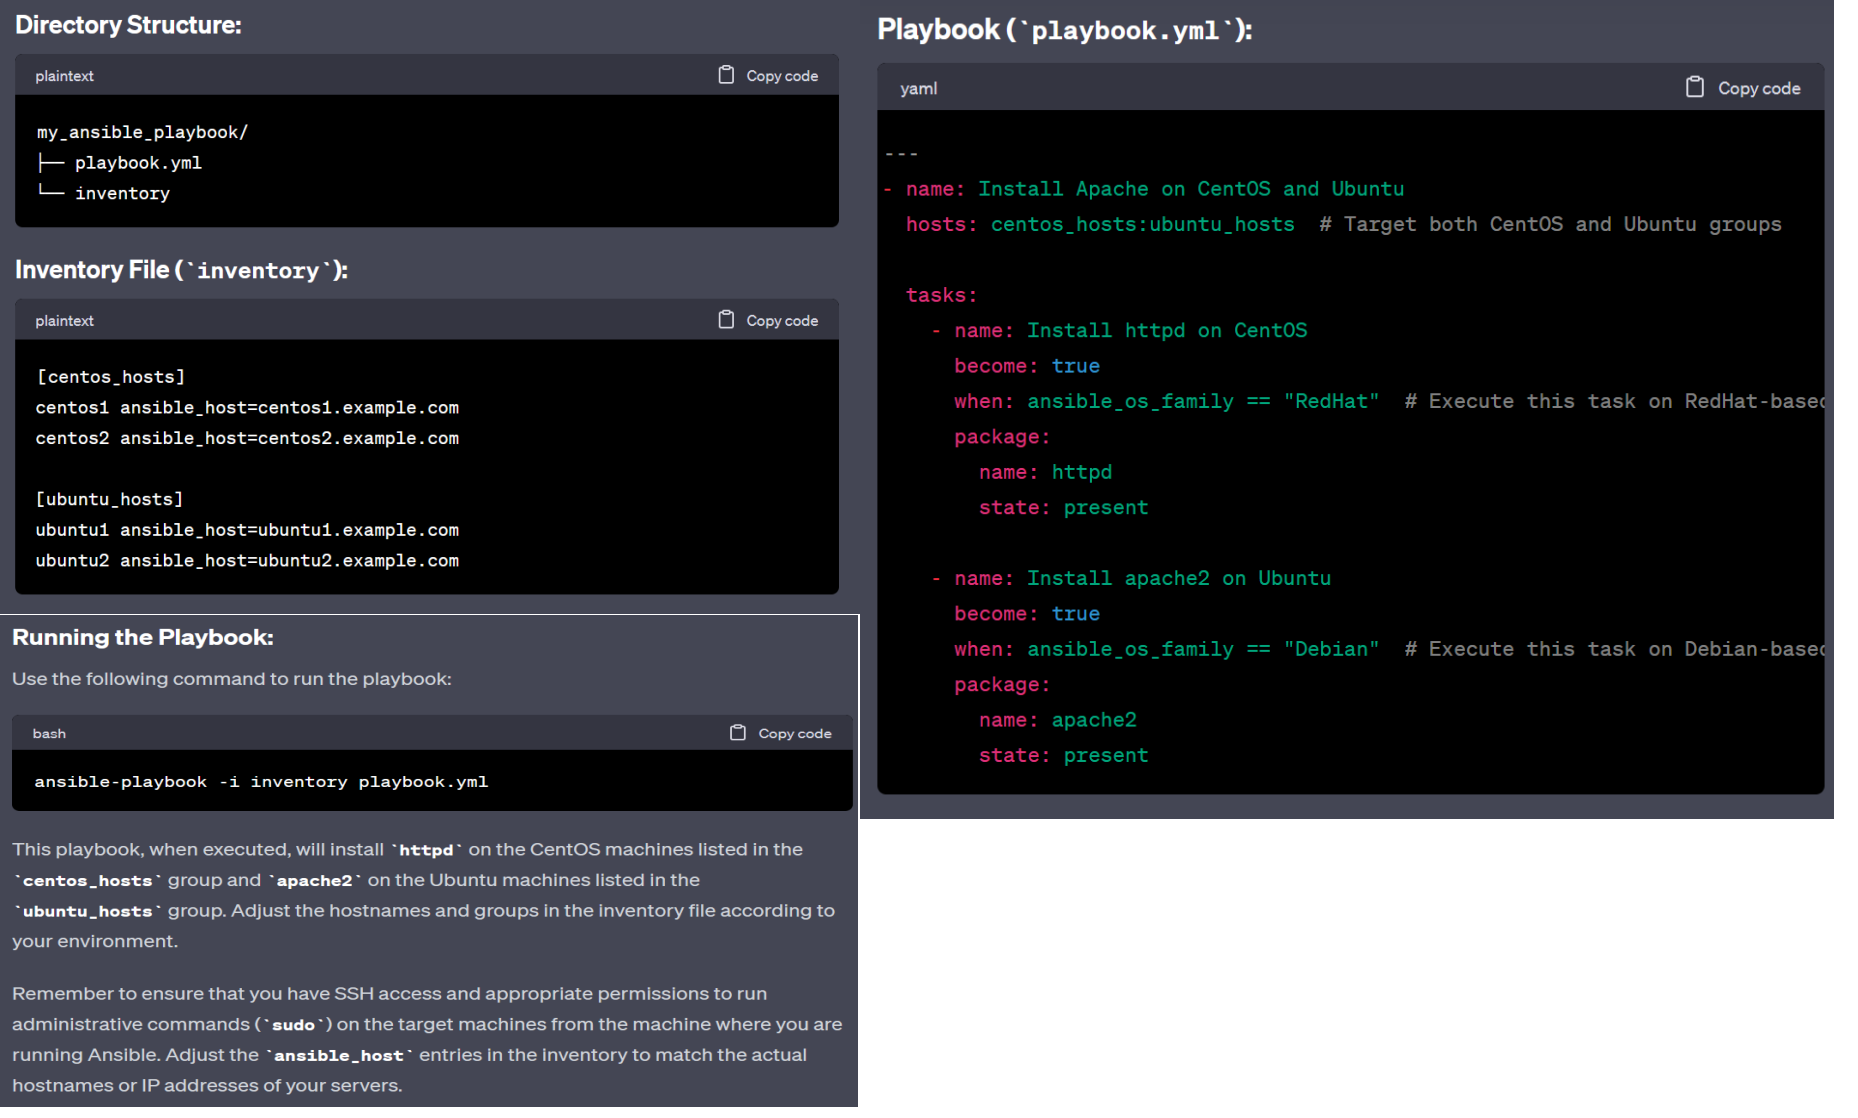 Directory Structure:
plaintext
Copy code
my_ansible_playbook/
├── playbook.yml
└── inventory
Inventory File (`inventory`):
plaintext
Copy code
[centos_hosts]
centos1 ansible_host=centos1.example.com
centos2 ansible_host=centos2.example.com
[ubuntu_hosts]
ubuntu1 ansible_host=ubuntu1.example.com
ubuntu2 ansible_host=ubuntu2.example.com
Running the Playbook:
Use the following command to run the playbook:
bash
Copy code
ansible-playbook -i inventory playbook.yml
This playbook, when executed, will install `httpd` on the CentOS machines listed in the
`centos_hosts` group and `apache2` on the Ubuntu machines listed in the
`ubuntu_hosts` group. Adjust the hostnames and groups in the inventory file according to
your environment.
Remember to ensure that you have SSH access and appropriate permissions to run
administrative commands (`sudo`) on the target machines from the machine where you are
running Ansible. Adjust the `ansible_host` entries in the inventory to match the actual
hostnames or IP addresses of your servers.
Playbook (`playbook.yml`):
yaml
Copy code
---
- name: Install Apache on CentOS and Ubuntu
  hosts: centos_hosts:ubuntu_hosts  # Target both CentOS and Ubuntu groups
  tasks:
    - name: Install httpd on CentOS
      become: true
      when: ansible_os_family == "RedHat"  # Execute this task on RedHat-based
      package:
        name: httpd
        state: present
    - name: Install apache2 on Ubuntu
      become: true
      when: ansible_os_family == "Debian"  # Execute this task on Debian-based
      package:
        name: apache2
        state: present